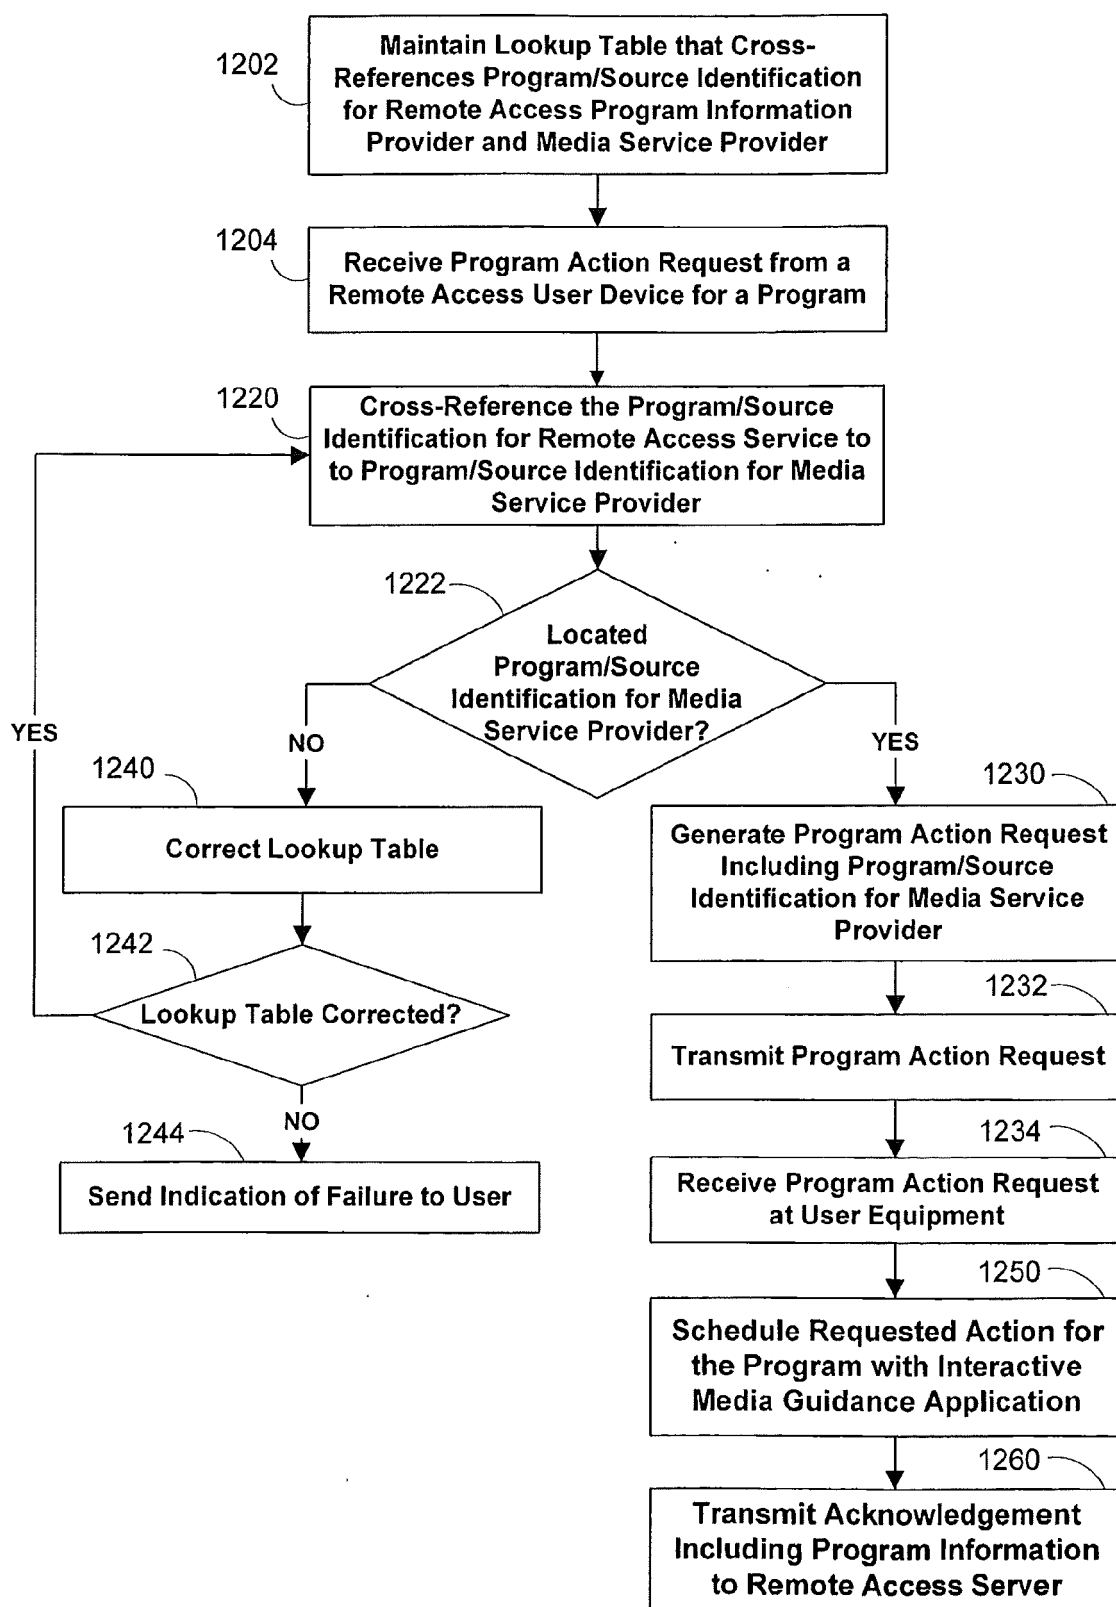 1202
Maintain Lookup Table that Cross-
References Program/Source Identification
for Remote Access Program Information
Provider and Media Service Provider
1204
Receive Program Action Request from a
Remote Access User Device for a Program
1220
Cross-Reference the Program/Source
Identification for Remote Access Service to
to Program/Source Identification for Media
Service Provider
1222
Located
Program/Source
Identification for Media
Service Provider?
YES
NO
YES
1240
Correct Lookup Table
1242
Lookup Table Corrected?
NO
1244
Send Indication of Failure to User
1230
Generate Program Action Request
Including Program/Source
Identification for Media Service
Provider
1232
Transmit Program Action Request
1234
Receive Program Action Request
at User Equipment
1250
Schedule Requested Action for
the Program with Interactive
Media Guidance Application
1260
Transmit Acknowledgement
Including Program Information
to Remote Access Server